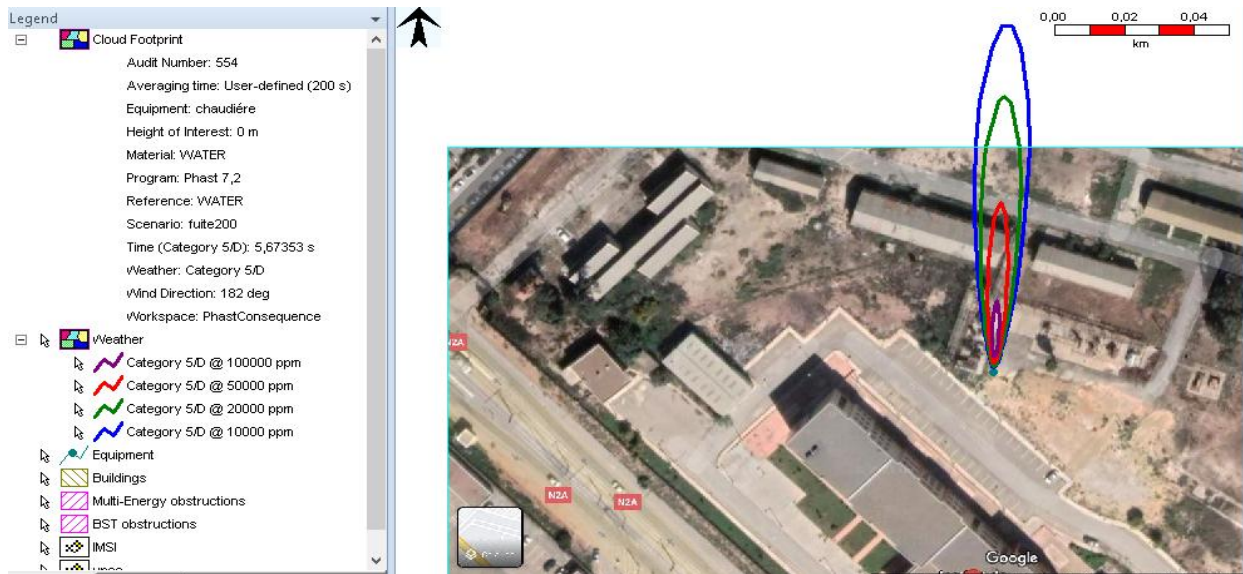 Legend
Cloud Footprint
Audit Number: 554
Averaging time: User-defined (200 s)
Equipment: chaudiére
Height of Interest: 0 m
Material: WATER
Program: Phast 7,2
Reference: WATER
Scenario: fuite200
Time (Category 5/D): 5,67353 s
Weather: Category 5/D
Wind Direction: 182 deg
Workspace: PhastConsequence
Weather
Category 5/D @ 100000 ppm
Category 5/D @ 50000 ppm
Category 5/D @ 20000 ppm
Category 5/D @ 10000 ppm
Equipment
Buildings
Multi-Energy obstructions
BST obstructions
IMSI
0,00 0,02 0,04
km
N2A
N2A
N2A
Google